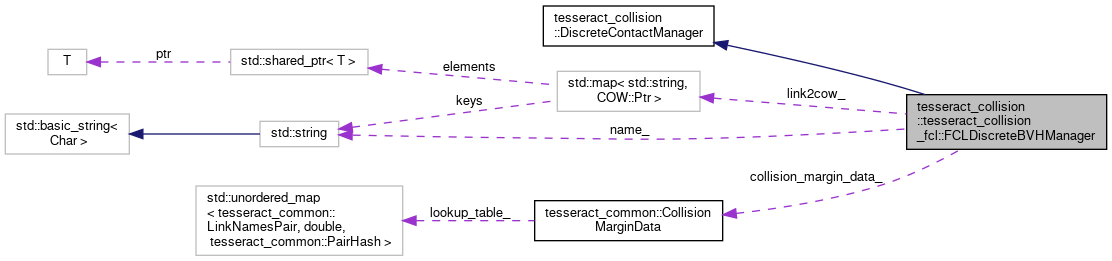 tesseract_collision
::DiscreteContactManager
T
ptr
std::shared_ptr< T >
elements
keys
std::map< std::string,
COW::Ptr >
link2cow_
tesseract_collision
::tesseract_collision
_fcl::FCLDiscreteBVHManager
std::basic_string<
Char >
std::string
name_
collision_margin_data_
std::unordered_map
< tesseract_common::
LinkNamesPair, double,
tesseract_common::PairHash >
lookup_table_
tesseract_common::Collision
MarginData